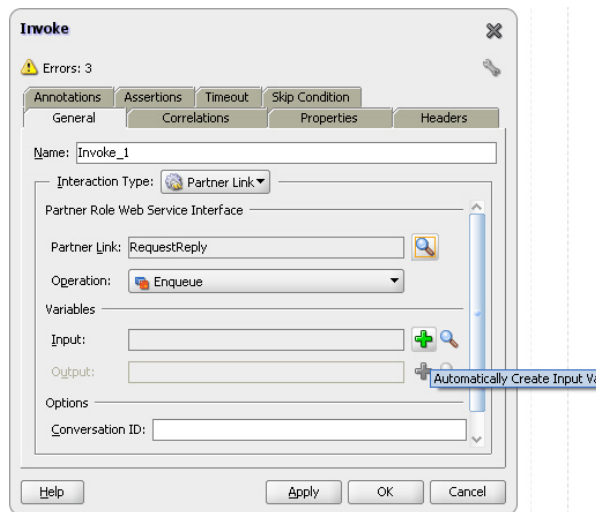 Invoke
Errors: 3
Annotations Assertions Timeout Skip Condition
General Correlations Properties Headers
Name: Invoke_1
Interaction Type: Partner Link
Partner Role Web Service Interface
Partner Link: RequestReply
Operation: Enqueue
Variables
Input:
Output:
Automatically Create Input Va
Options
Conversation ID:
Help Apply OK Cancel